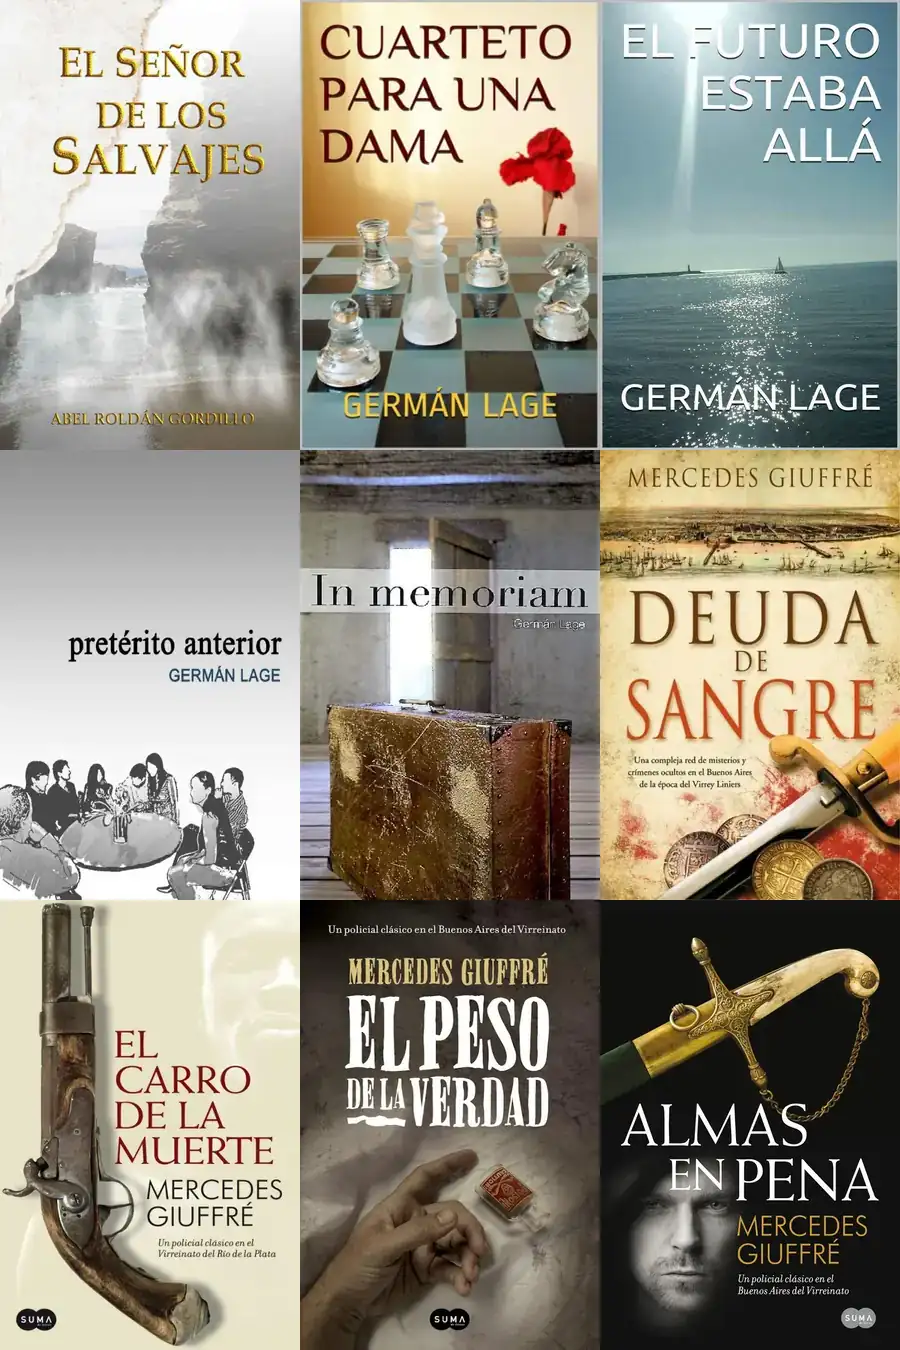 EL SEÑOR
DE LOS
SALVAJES
ABEL ROLDÁN GORDILLO
CUARTETO
PARA UNA
DAMA
GERMÁN LAGE
EL FUTURO
ESTABA
ALLÁ
GERMÁN LAGE
pretérito anterior
GERMÁN LAGE
In memoriam
Germán Lage
MERCEDES GIUFFRÉ
DEUDA
DE
SANGRE
Una compleja red de misterios y
crímenes ocultos en el Buenos Aires
de la época del Virrey Liniers
EL
CARRO
DE LA
MUERTE
MERCEDES
GIUFFRÉ
Un policial clásico en el
Virreinato del Río de la Plata
SUMA
Un policial clásico en el Buenos Aires del Virreinato
MERCEDES GIUFFRÉ
EL PESO
DE LA VERDAD
SUMA
ALMAS
EN PENA
MERCEDES
GIUFFRÉ
Un policial clásico en el
Buenos Aires del Virreinato
SUMA